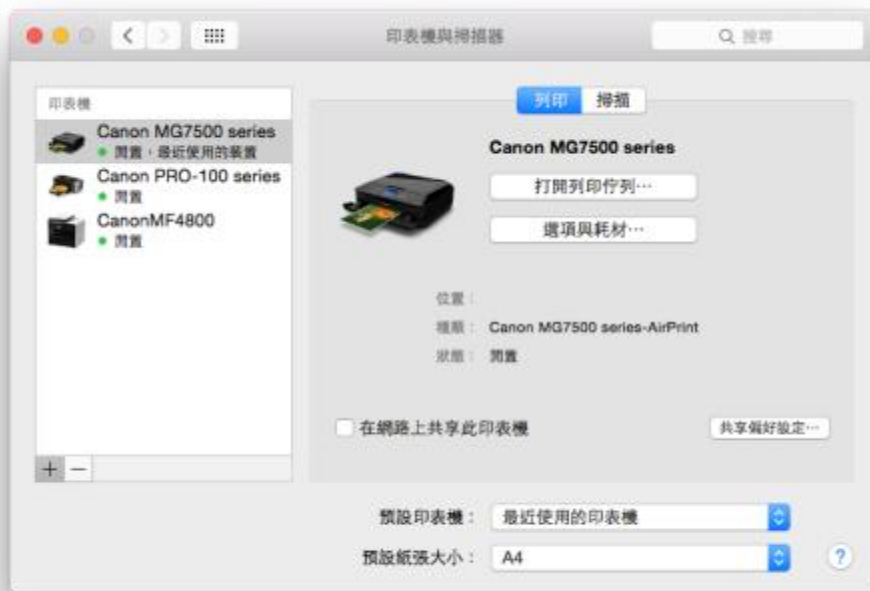 印表機與掃描器
搜尋
印表機
列印 掃描
Canon MG7500 series
閒置，最近使用的裝置
Canon PRO-100 series
閒置
CanonMF4800
閒置
Canon MG7500 series
打開列印佇列…
選項與耗材…
位置：
種類： Canon MG7500 series-AirPrint
狀態： 閒置
在網路上共享此印表機
共享偏好設定…
+ −
預設印表機： 最近使用的印表機
預設紙張大小： A4
?